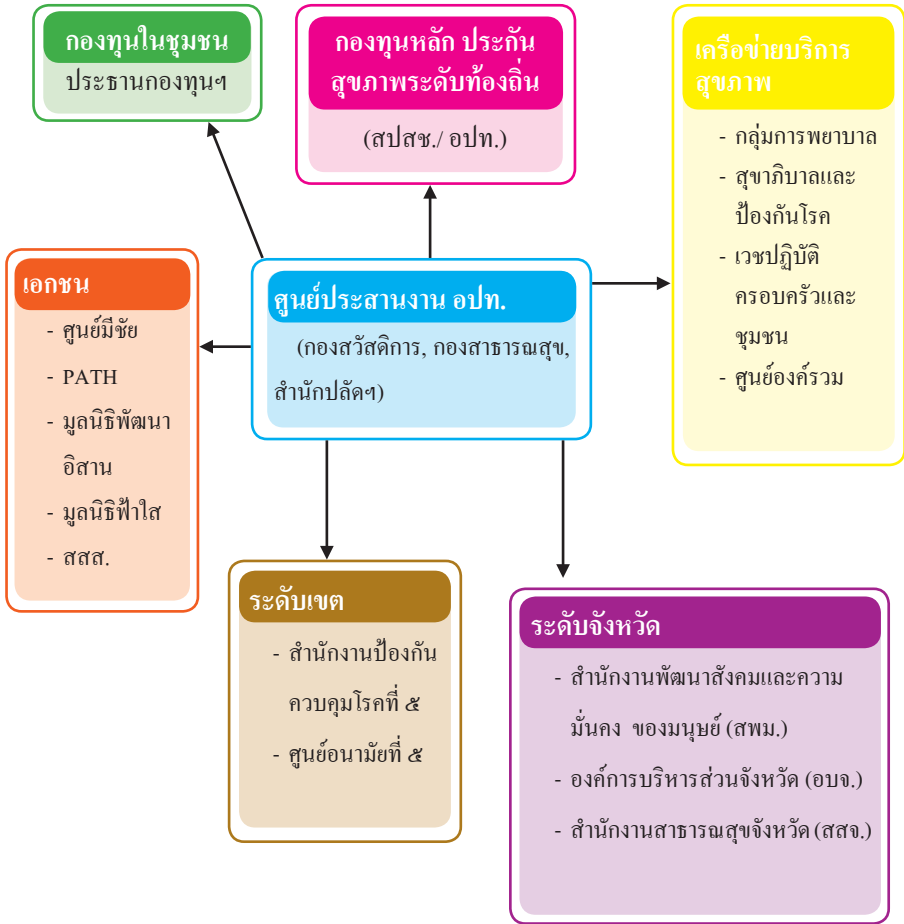 กองทุนในชุมชน
ประธานกองทุนฯ
กองทุนหลัก ประกัน
สุขภาพระดับท้องถิ่น
(สปสช./ อปท.)
เครือข่ายบริการ
สุขภาพ
- กลุ่มการพยาบาล
- สุขาภิบาลและ
ป้องกันโรค
- เวชปฏิบัติ
ครอบครัวและ
ชุมชน
- ศูนย์องค์รวม
เอกชน
- ศูนย์มีชัย
- PATH
- มูลนิธิพัฒนา
อิสาน
- มูลนิธิฟ้าใส
- สสส.
ศูนย์ประสานงาน อปท.
(กองสวัสดิการ, กองสาธารณสุข,
สำนักปลัดฯ)
ระดับเขต
- สำนักงานป้องกัน
ควบคุมโรคที่ ๕
- ศูนย์อนามัยที่ ๕
ระดับจังหวัด
- สำนักงานพัฒนาสังคมและความ
มั่นคง ของมนุษย์ (สพม.)
- องค์การบริหารส่วนจังหวัด (อบจ.)
- สำนักงานสาธารณสุขจังหวัด (สสจ.)